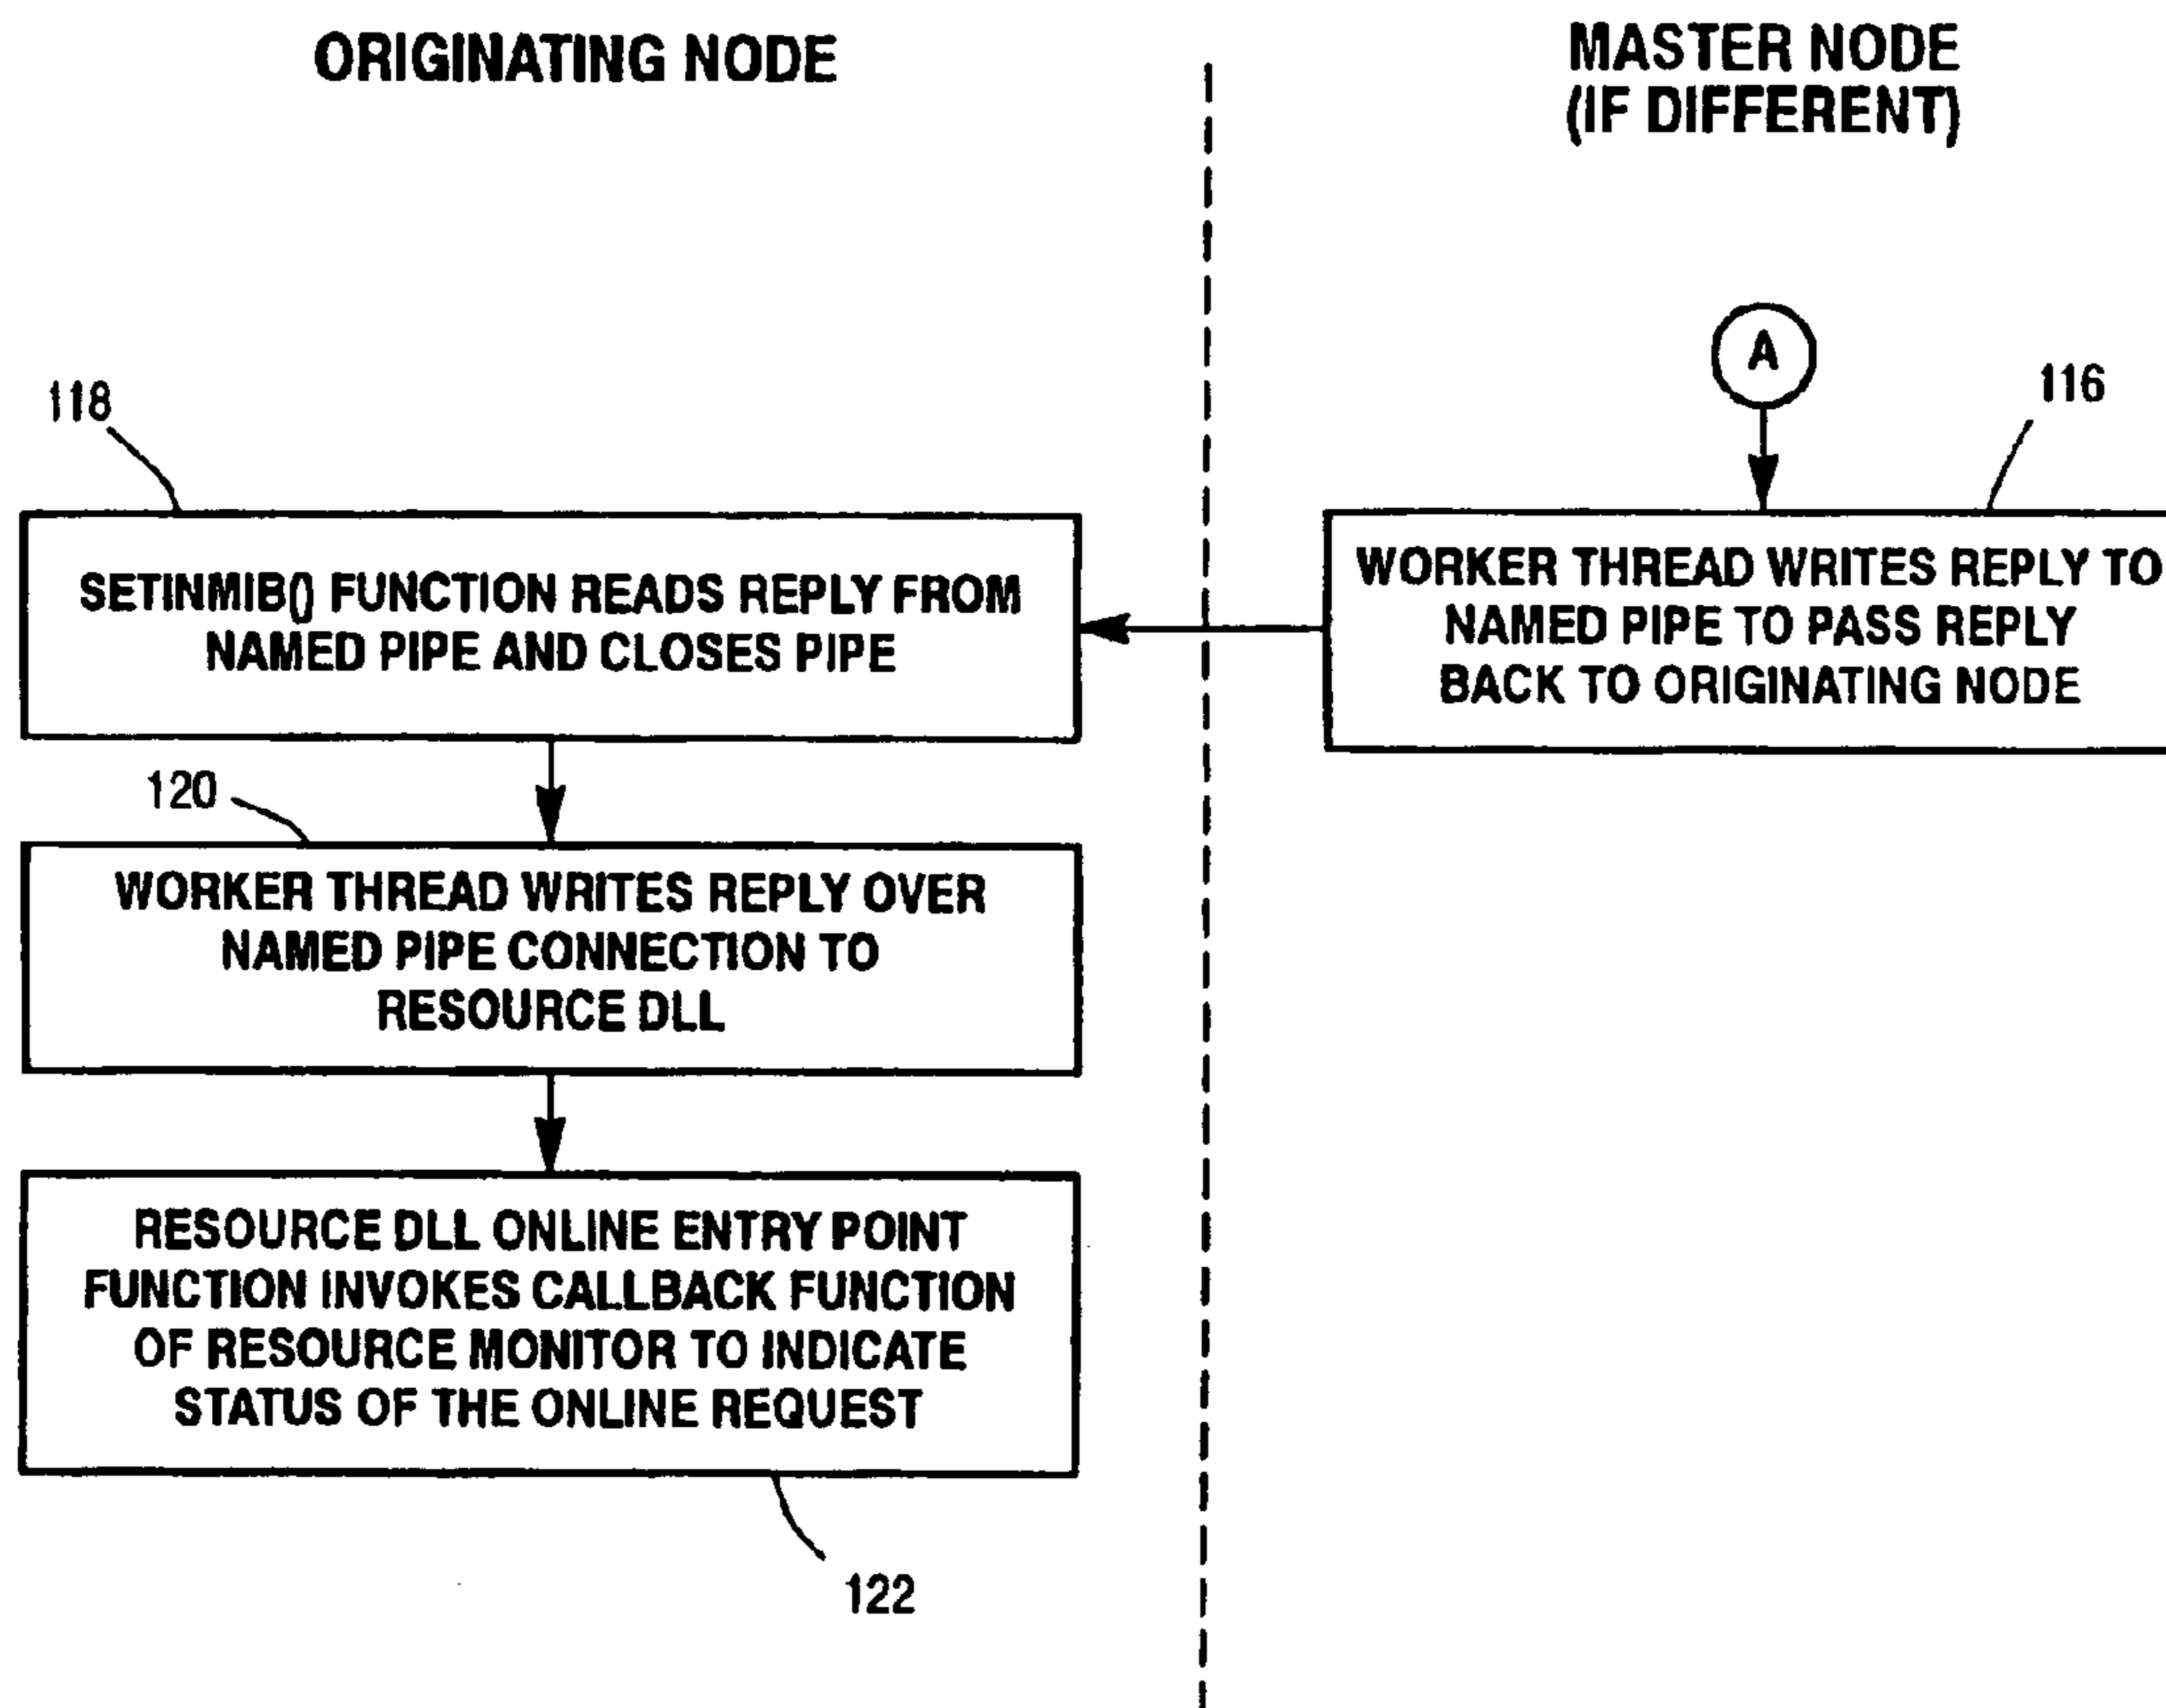 ORIGINATING NODE
MASTER NODE
(IF DIFFERENT)
A
116
118
WORKER THREAD WRITES REPLY TO
NAMED PIPE TO PASS REPLY
BACK TO ORIGINATING NODE
SETINMIB() FUNCTION READS REPLY FROM
NAMED PIPE AND CLOSES PIPE
120
WORKER THREAD WRITES REPLY OVER
NAMED PIPE CONNECTION TO
RESOURCE DLL
RESOURCE DLL ONLINE ENTRY POINT
FUNCTION INVOKES CALLBACK FUNCTION
OF RESOURCE MONITOR TO INDICATE
STATUS OF THE ONLINE REQUEST
122